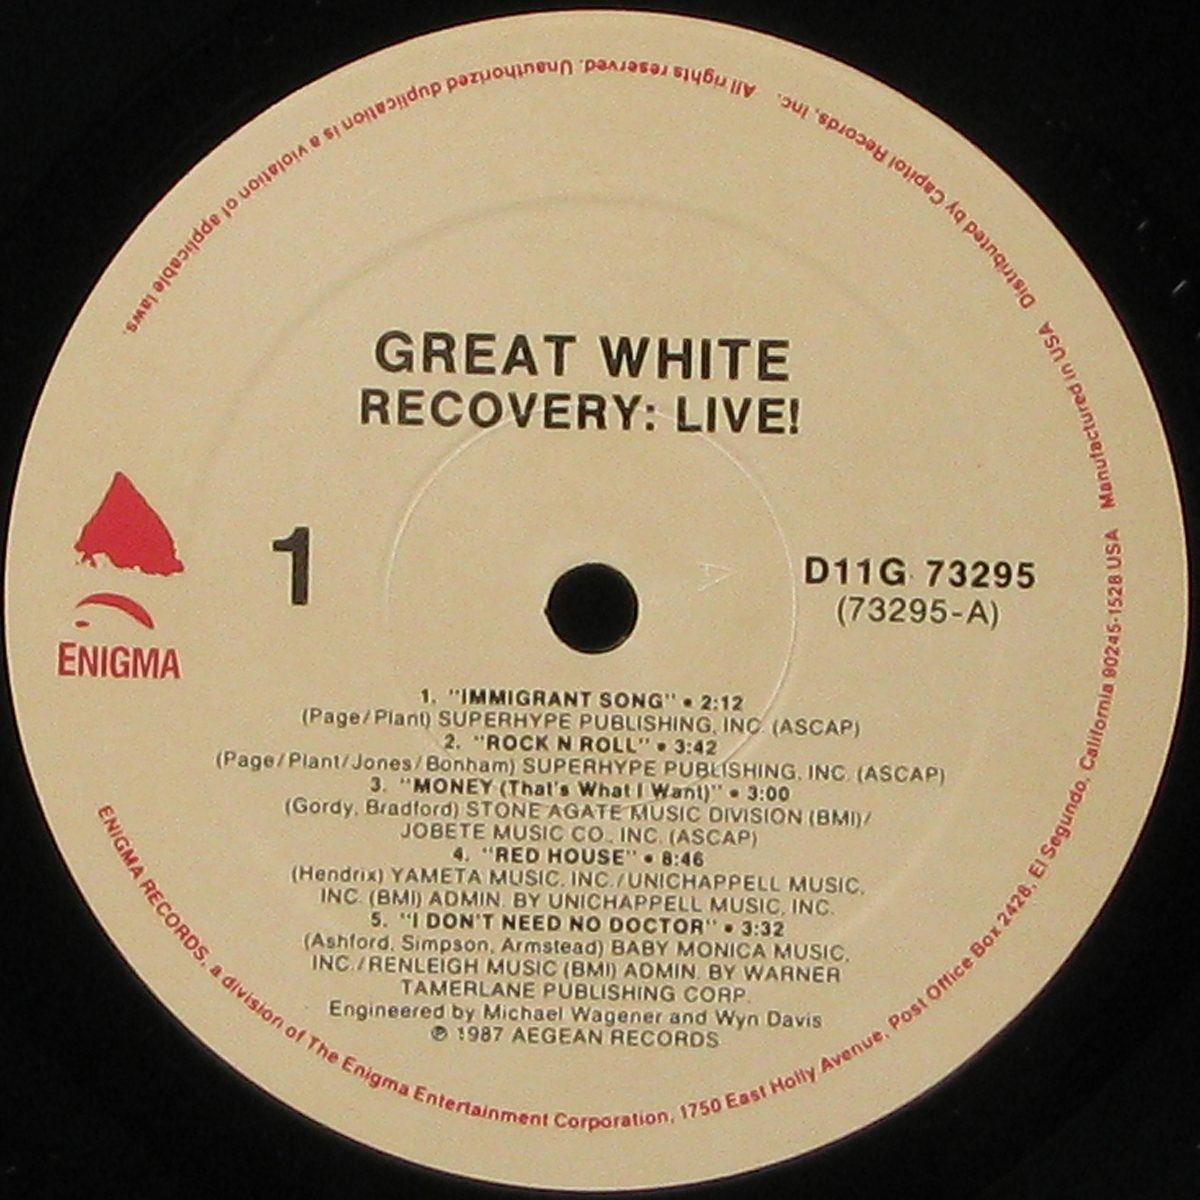 GREAT WHITE
RECOVERY: LIVE!
1
D11G 73295
(73295-A)
ENIGMA
1. "IMMIGRANT SONG" • 2:12
(Page/Plant) SUPERHYPE PUBLISHING, INC. (ASCAP)
2. "ROCK N ROLL" • 3:42
(Page/Plant/Jones/Bonham) SUPERHYPE PUBLISHING, INC. (ASCAP)
3. "MONEY (That's What I Want)" • 3:00
(Gordy, Bradford) STONE AGATE MUSIC DIVISION (BMI)/
JOBETE MUSIC CO., INC. (ASCAP)
4. "RED HOUSE" • 8:46
(Hendrix) YAMETA MUSIC, INC./UNICHAPPELL MUSIC,
INC. (BMI) ADMIN. BY UNICHAPPELL MUSIC, INC.
5. "I DON'T NEED NO DOCTOR" • 3:32
(Ashford, Simpson, Armstead) BABY MONICA MUSIC,
INC./RENLEIGH MUSIC (BMI) ADMIN. BY WARNER
TAMERLANE PUBLISHING CORP.
Engineered by Michael Wagener and Wyn Davis
℗ 1987 AEGEAN RECORDS
ENIGMA RECORDS, a division of The Enigma Entertainment Corporation, 1750 East Holly Avenue, Post Office Box 2428, El Segundo, California 90245-1528 USA Manufactured in USA Distributed by Capitol Records, Inc. All rights reserved. Unauthorized duplication is a violation of applicable laws.